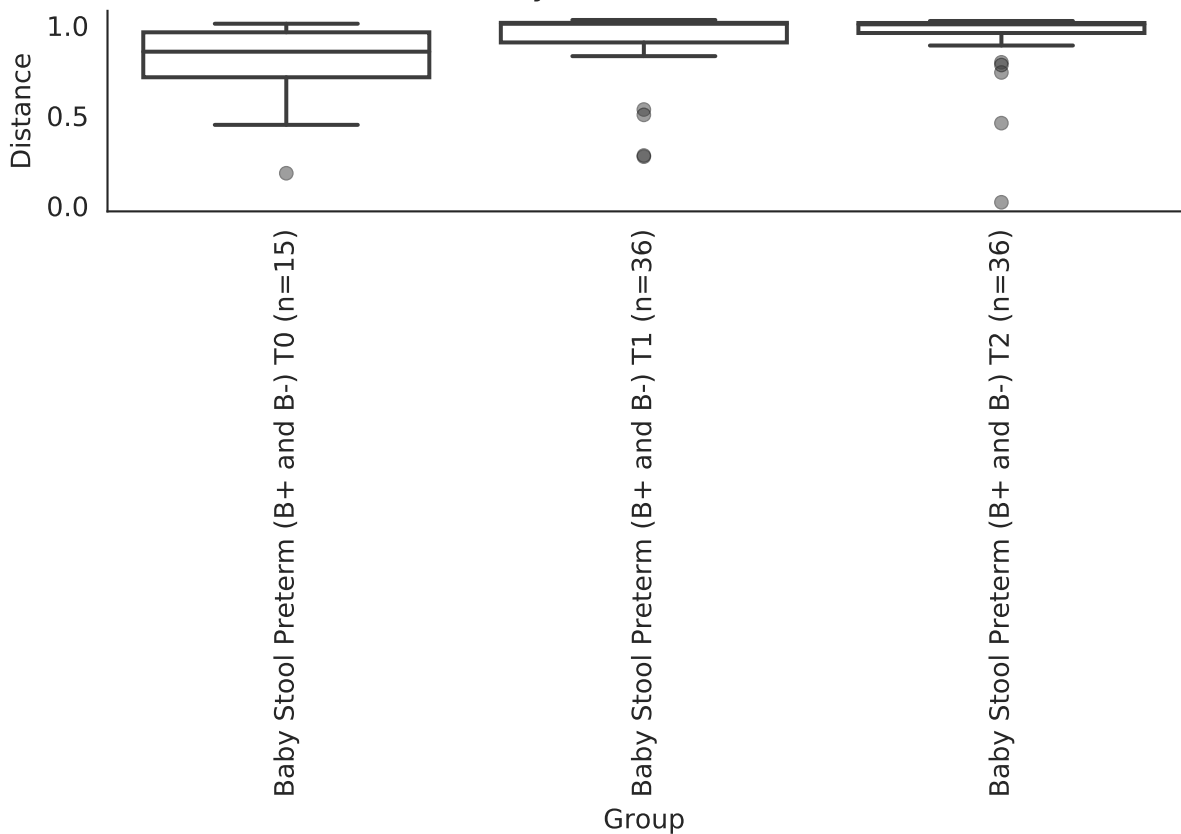 1.0
0.5
0.0
Distance
Baby Stool Preterm (B+ and B-) T0 (n=15)
Baby Stool Preterm (B+ and B-) T1 (n=36)
Baby Stool Preterm (B+ and B-) T2 (n=36)
Group